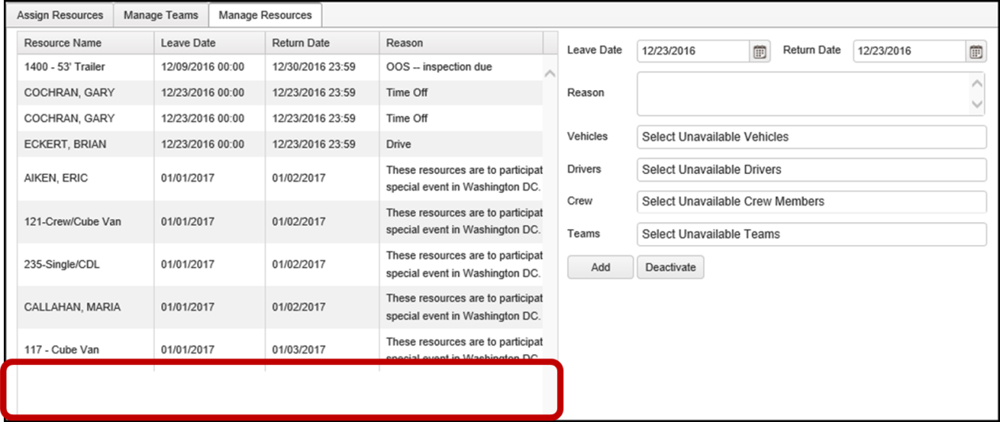 Assign Resources Manage Teams Manage Resources
Resource Name Leave Date Return Date Reason
1400 - 53' Trailer 12/09/2016 00:00 12/30/2016 23:59 OOS -- inspection due
COCHRAN, GARY 12/23/2016 00:00 12/23/2016 23:59 Time Off
COCHRAN, GARY 12/23/2016 00:00 12/23/2016 23:59 Time Off
ECKERT, BRIAN 12/23/2016 00:00 12/23/2016 23:59 Drive
AIKEN, ERIC 01/01/2017 01/02/2017 These resources are to participat
special event in Washington DC.
121-Crew/Cube Van 01/01/2017 01/02/2017 These resources are to participat
special event in Washington DC.
235-Single/CDL 01/01/2017 01/02/2017 These resources are to participat
special event in Washington DC.
CALLAHAN, MARIA 01/01/2017 01/02/2017 These resources are to participat
special event in Washington DC.
117 - Cube Van 01/01/2017 01/03/2017 These resources are to participat
special event in Washington DC
Leave Date 12/23/2016 Return Date 12/23/2016
Reason
Vehicles Select Unavailable Vehicles
Drivers Select Unavailable Drivers
Crew Select Unavailable Crew Members
Teams Select Unavailable Teams
Add Deactivate